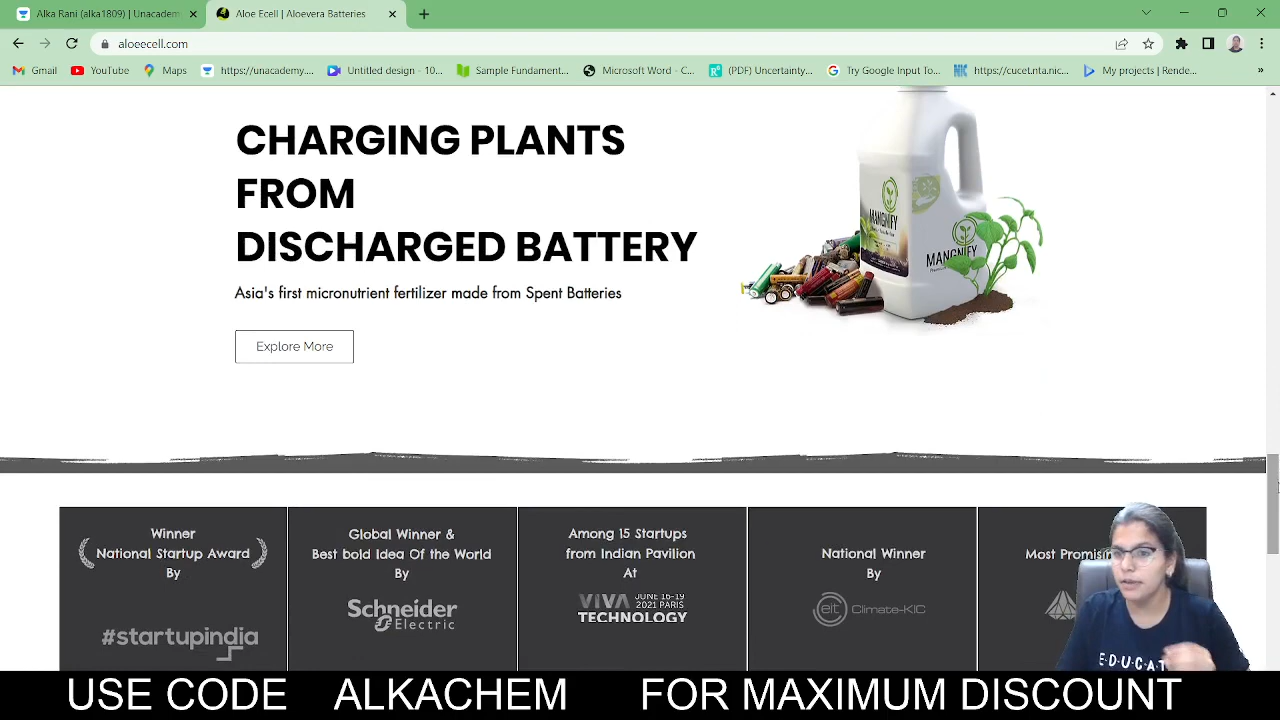 Alka Rani (alka1809) | Unacadem
Aloe Ecell | Aloevera Batteries
aloeecell.com
Gmail
YouTube
Maps
https://unacademy....
Untitled design - 10...
Sample Fundament...
Microsoft Word - C...
(PDF) Uncertainty...
Try Google Input To...
https://cucet.nta.nic...
My projects | Rende...
»
CHARGING PLANTS
FROM
DISCHARGED BATTERY
Asia's first micronutrient fertilizer made from Spent Batteries
Explore More
MANGNIFY
MANGNIFY
Winner
National Startup Award
By
#startupindia
Global Winner &
Best bold Idea Of the World
By
Schneider
Electric
Among 15 Startups
from Indian Pavilion
At
VIVA
TECHNOLOGY
JUNE 16-19
2021 PARIS
National Winner
By
eit Climate-KIC
Most Promisin
E·D·U·C·A·T
USE CODE ALKACHEM FOR MAXIMUM DISCOUNT